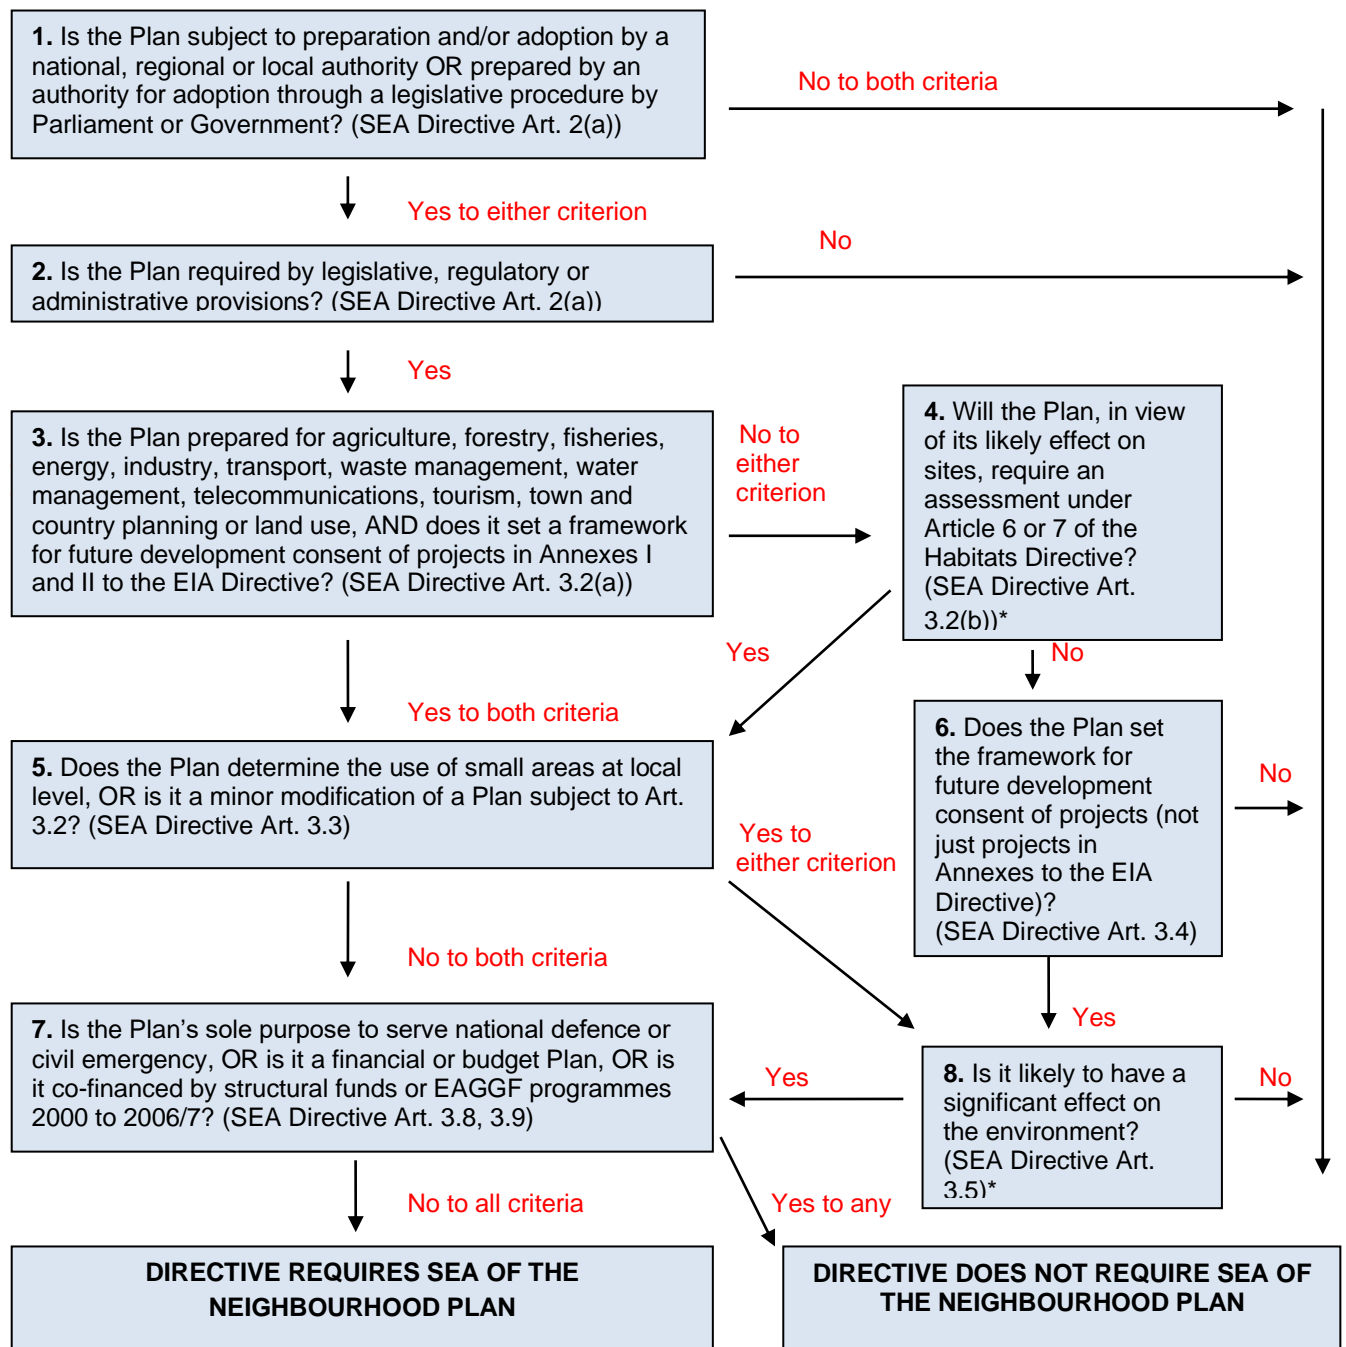 1. Is the Plan subject to preparation and/or adoption by a
national, regional or local authority OR prepared by an
authority for adoption through a legislative procedure by
Parliament or Government? (SEA Directive Art. 2(a))
No to both criteria
Yes to either criterion
2. Is the Plan required by legislative, regulatory or
administrative provisions? (SEA Directive Art. 2(a))
No
Yes
3. Is the Plan prepared for agriculture, forestry, fisheries,
energy, industry, transport, waste management, water
management, telecommunications, tourism, town and
country planning or land use, AND does it set a framework
for future development consent of projects in Annexes I
and II to the EIA Directive? (SEA Directive Art. 3.2(a))
No to
either
criterion
4. Will the Plan, in view
of its likely effect on
sites, require an
assessment under
Article 6 or 7 of the
Habitats Directive?
(SEA Directive Art.
3.2(b))*
Yes
No
Yes to both criteria
5. Does the Plan determine the use of small areas at local
level, OR is it a minor modification of a Plan subject to Art.
3.2? (SEA Directive Art. 3.3)
Yes to
either criterion
6. Does the Plan set
the framework for
future development
consent of projects (not
just projects in
Annexes to the EIA
Directive)?
(SEA Directive Art. 3.4)
No
No to both criteria
Yes
7. Is the Plan’s sole purpose to serve national defence or
civil emergency, OR is it a financial or budget Plan, OR is
it co-financed by structural funds or EAGGF programmes
2000 to 2006/7? (SEA Directive Art. 3.8, 3.9)
Yes
8. Is it likely to have a
significant effect on
the environment?
(SEA Directive Art.
3.5)*
No
No to all criteria
Yes to any
DIRECTIVE REQUIRES SEA OF THE
NEIGHBOURHOOD PLAN
DIRECTIVE DOES NOT REQUIRE SEA OF
THE NEIGHBOURHOOD PLAN